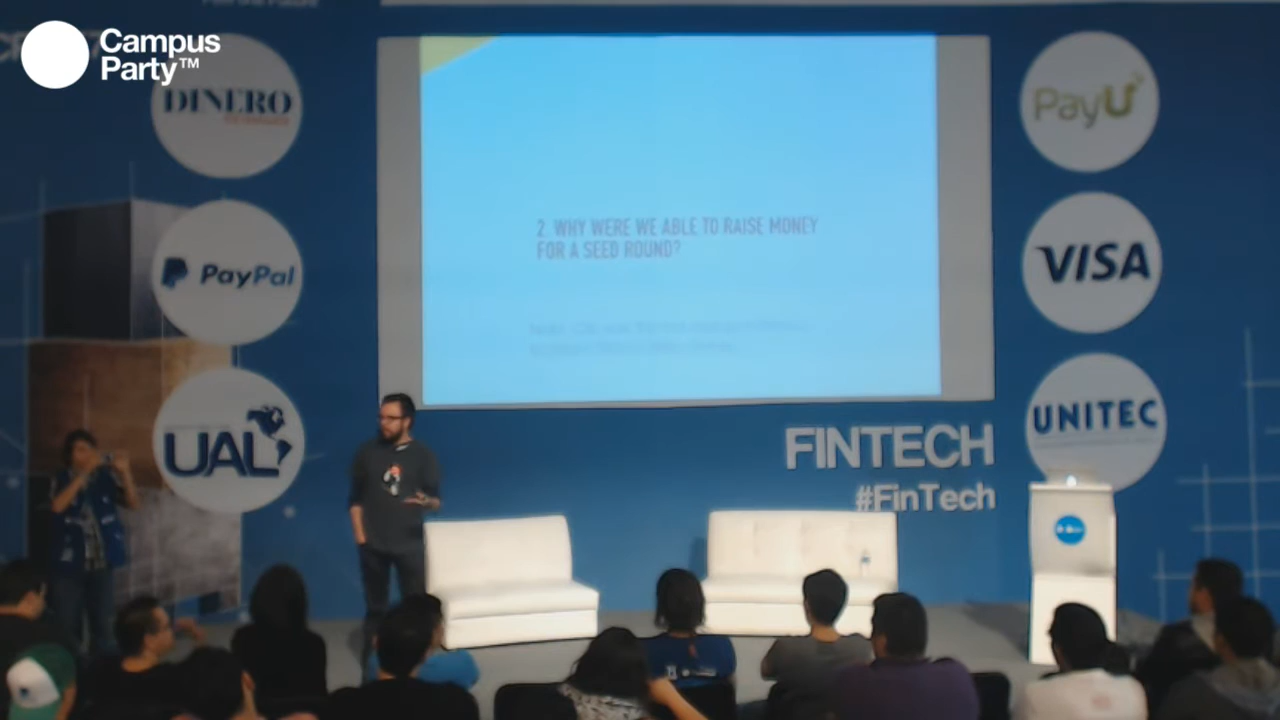 Campus
Party™
DINERO
PayPal
UAL
2. WHY WERE WE ABLE TO RAISE MONEY
FOR A SEED ROUND?
PayU
VISA
UNITEC
FINTECH
#FinTech